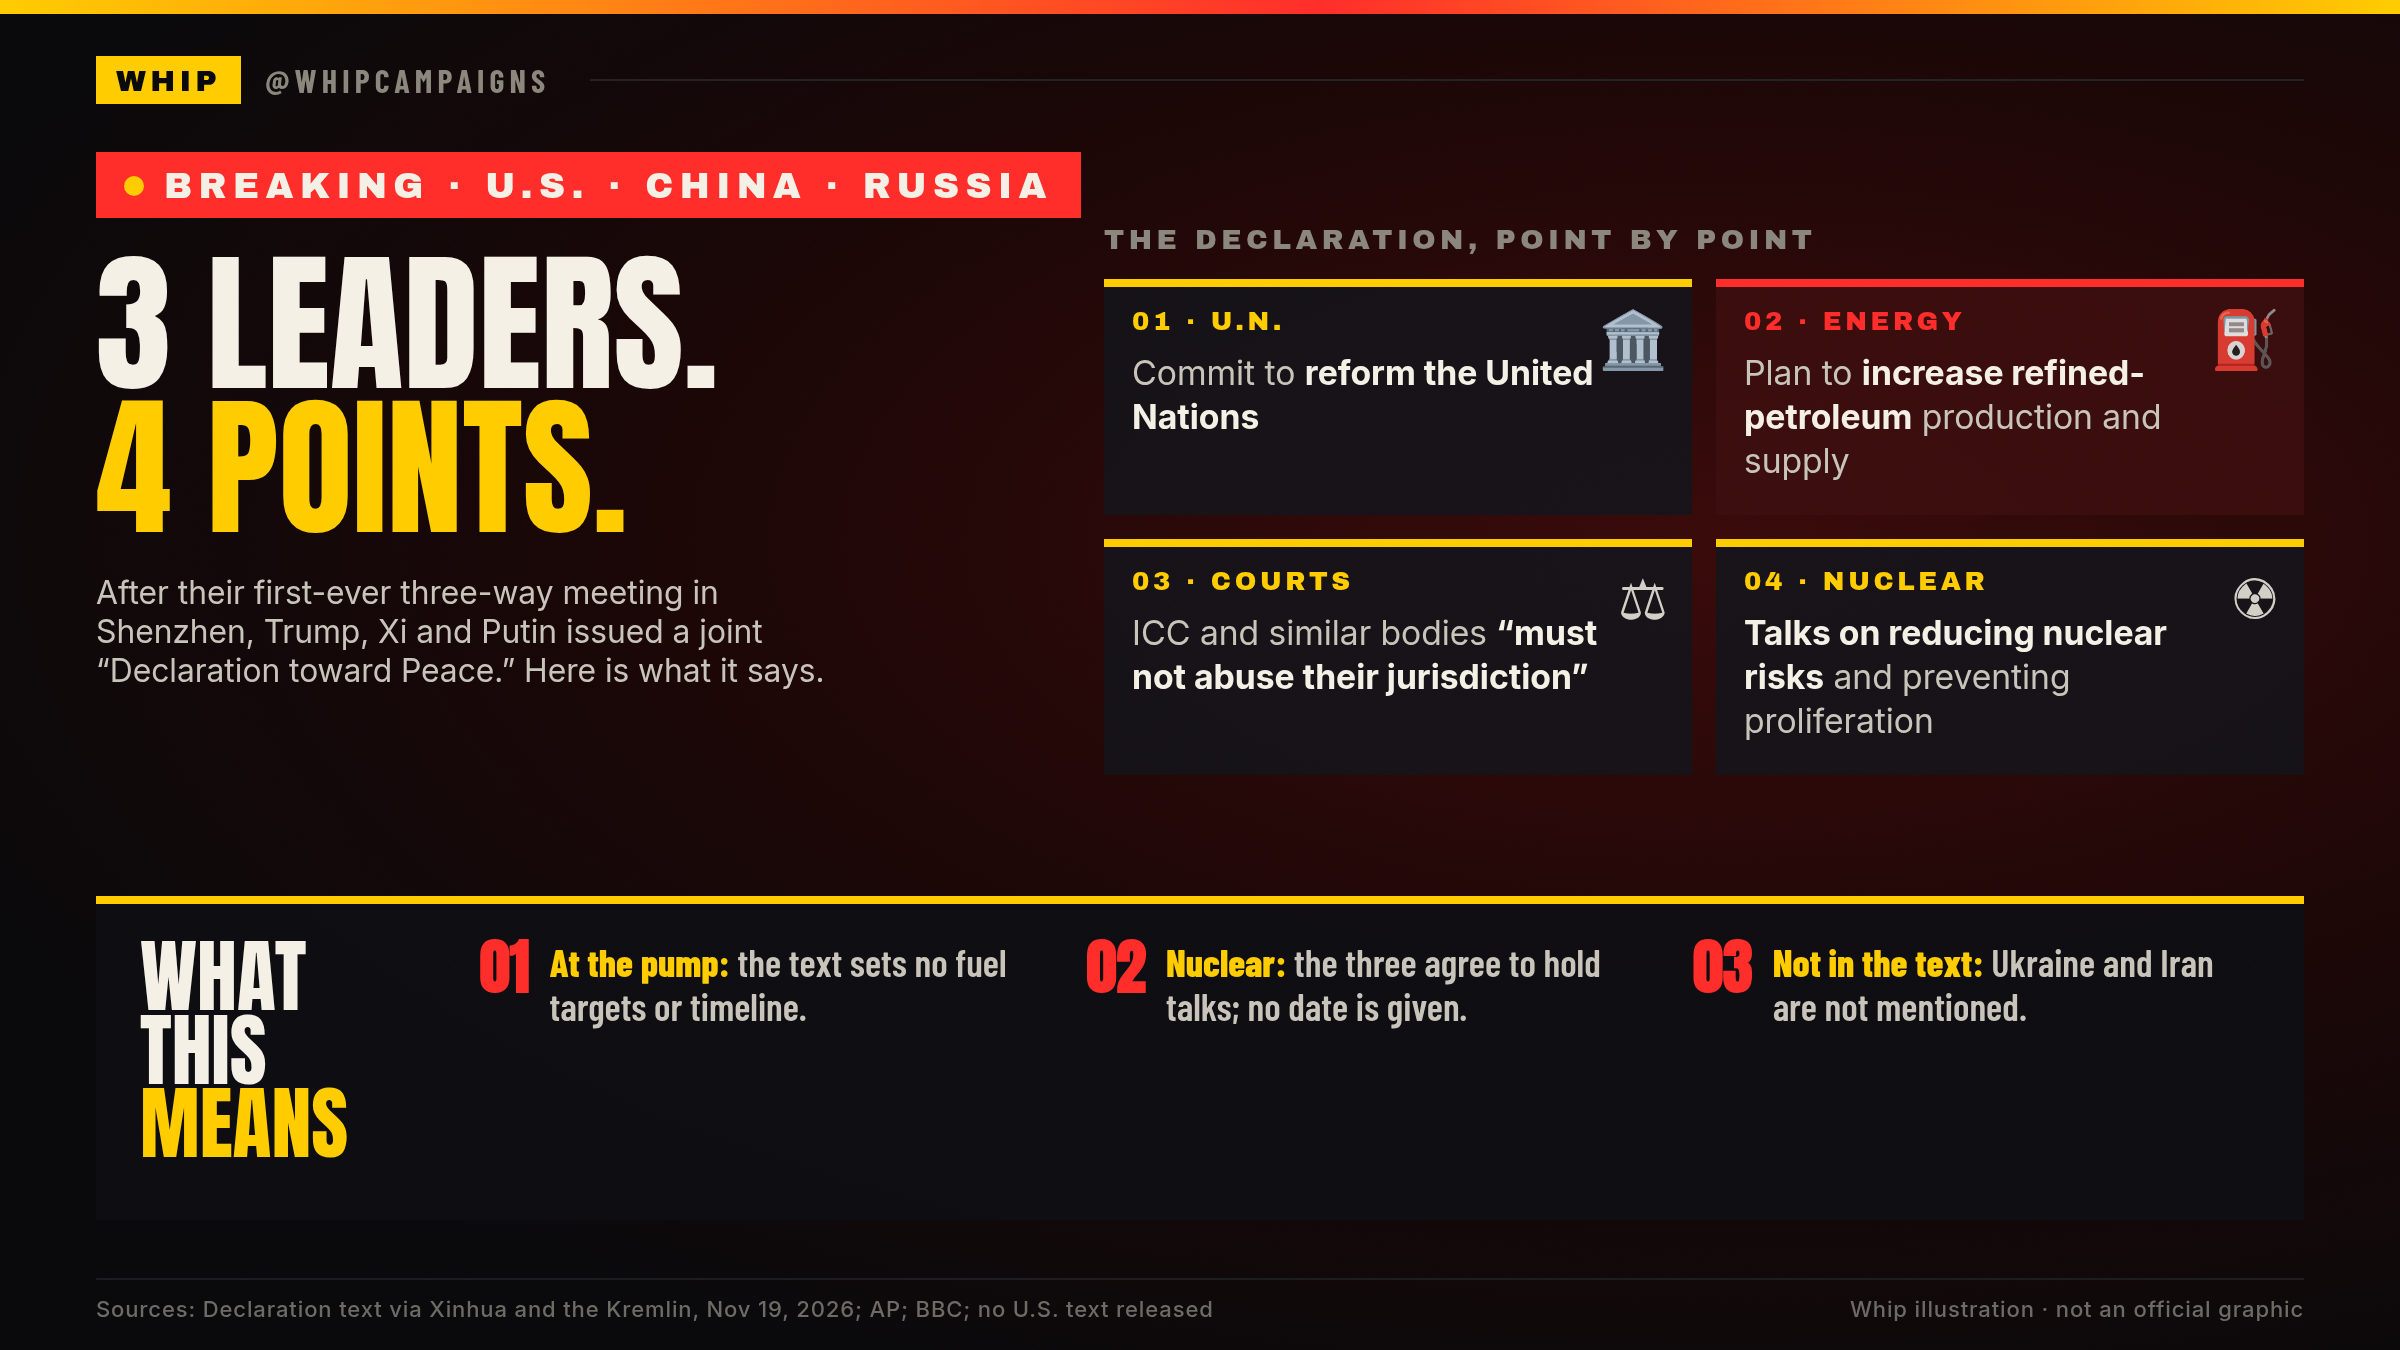 WHIP @WHIPCAMPAIGNS
BREAKING · U.S. · CHINA · RUSSIA
3 LEADERS.
4 POINTS.
After their first-ever three-way meeting in
Shenzhen, Trump, Xi and Putin issued a joint
“Declaration toward Peace.” Here is what it says.
THE DECLARATION, POINT BY POINT
01 · U.N.
Commit to reform the United
Nations
02 · ENERGY
Plan to increase refined-
petroleum production and
supply
03 · COURTS
ICC and similar bodies “must
not abuse their jurisdiction”
04 · NUCLEAR
Talks on reducing nuclear
risks and preventing
proliferation
WHAT
THIS
MEANS
01 At the pump: the text sets no fuel
targets or timeline.
02 Nuclear: the three agree to hold
talks; no date is given.
03 Not in the text: Ukraine and Iran
are not mentioned.
Sources: Declaration text via Xinhua and the Kremlin, Nov 19, 2026; AP; BBC; no U.S. text released
Whip illustration · not an official graphic